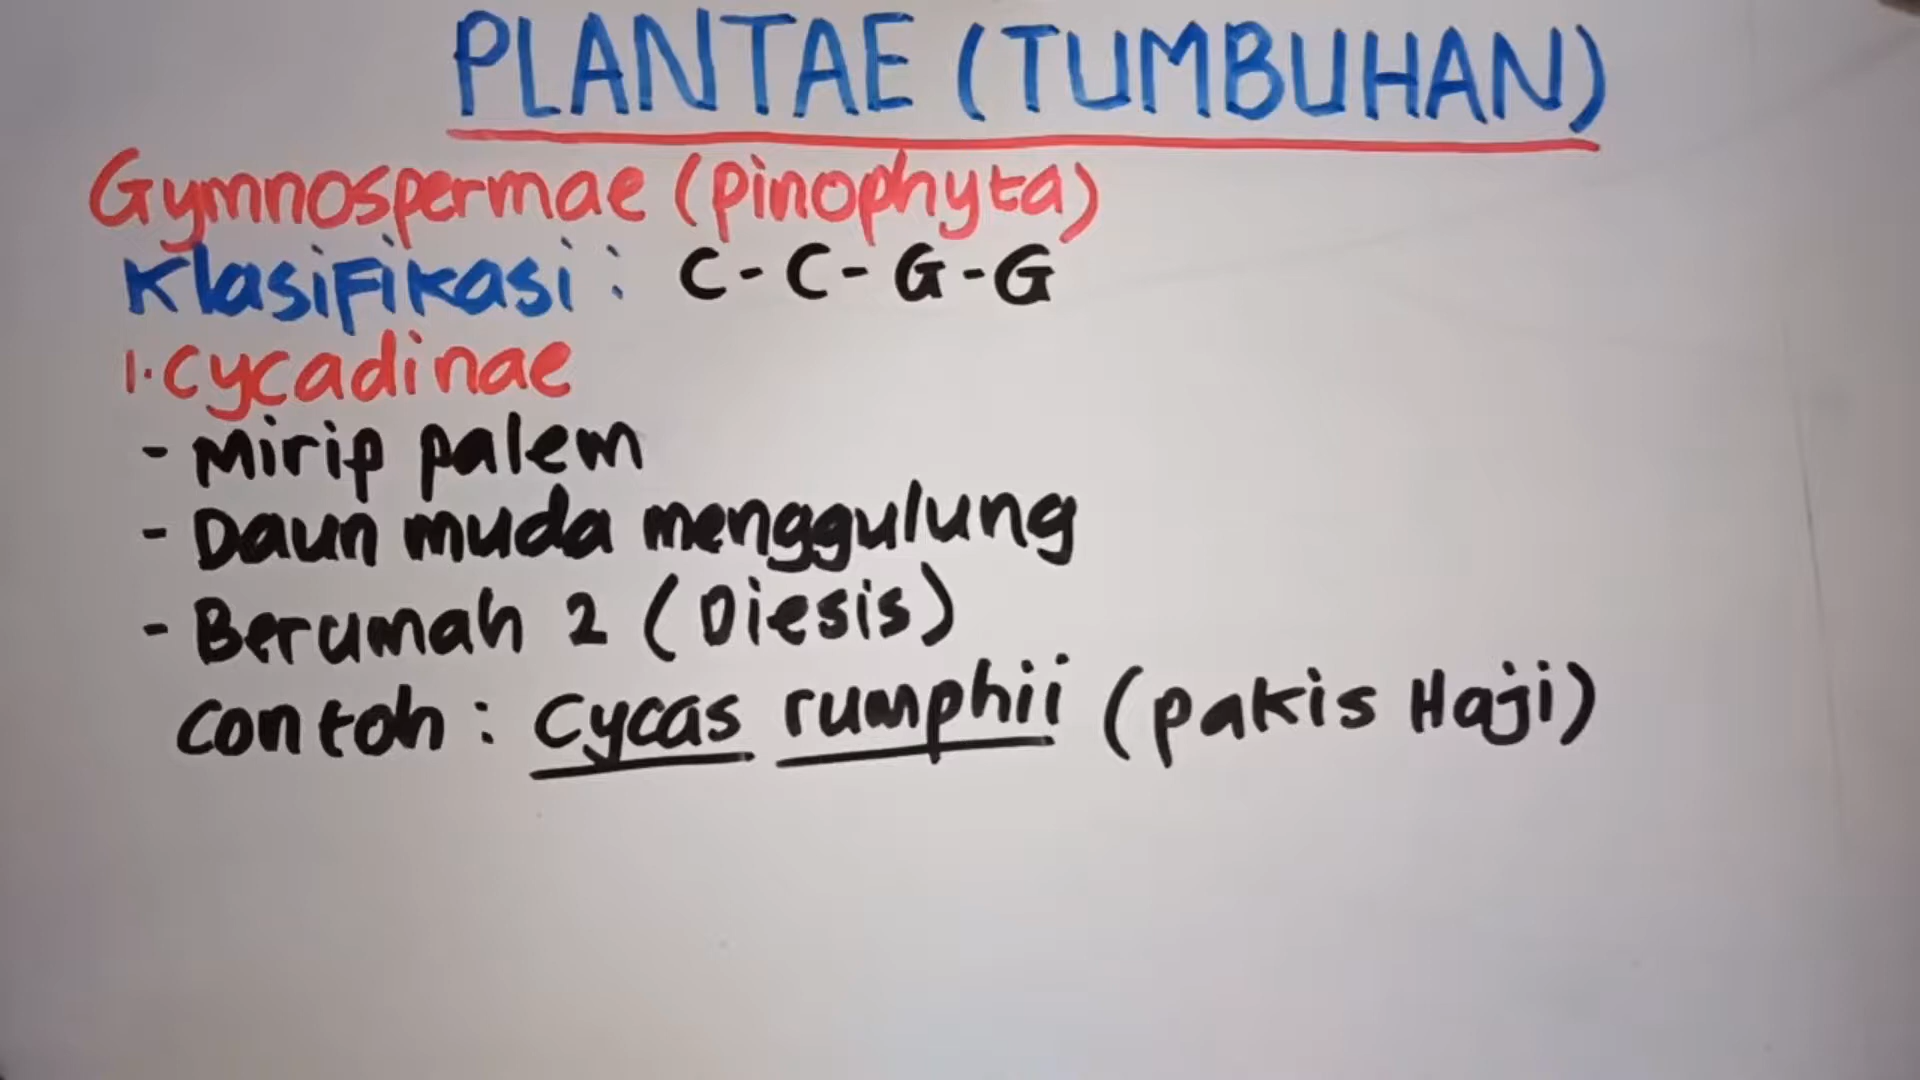 PLANTAE (TUMBUHAN)
Gymnospermae (pinophyta)
Klasifikasi : C - C - G - G
1. Cycadinae
- Mirip palem
- Daun muda menggulung
- Berumah 2 (Diesis)
Contoh : Cycas rumphii (pakis Haji)